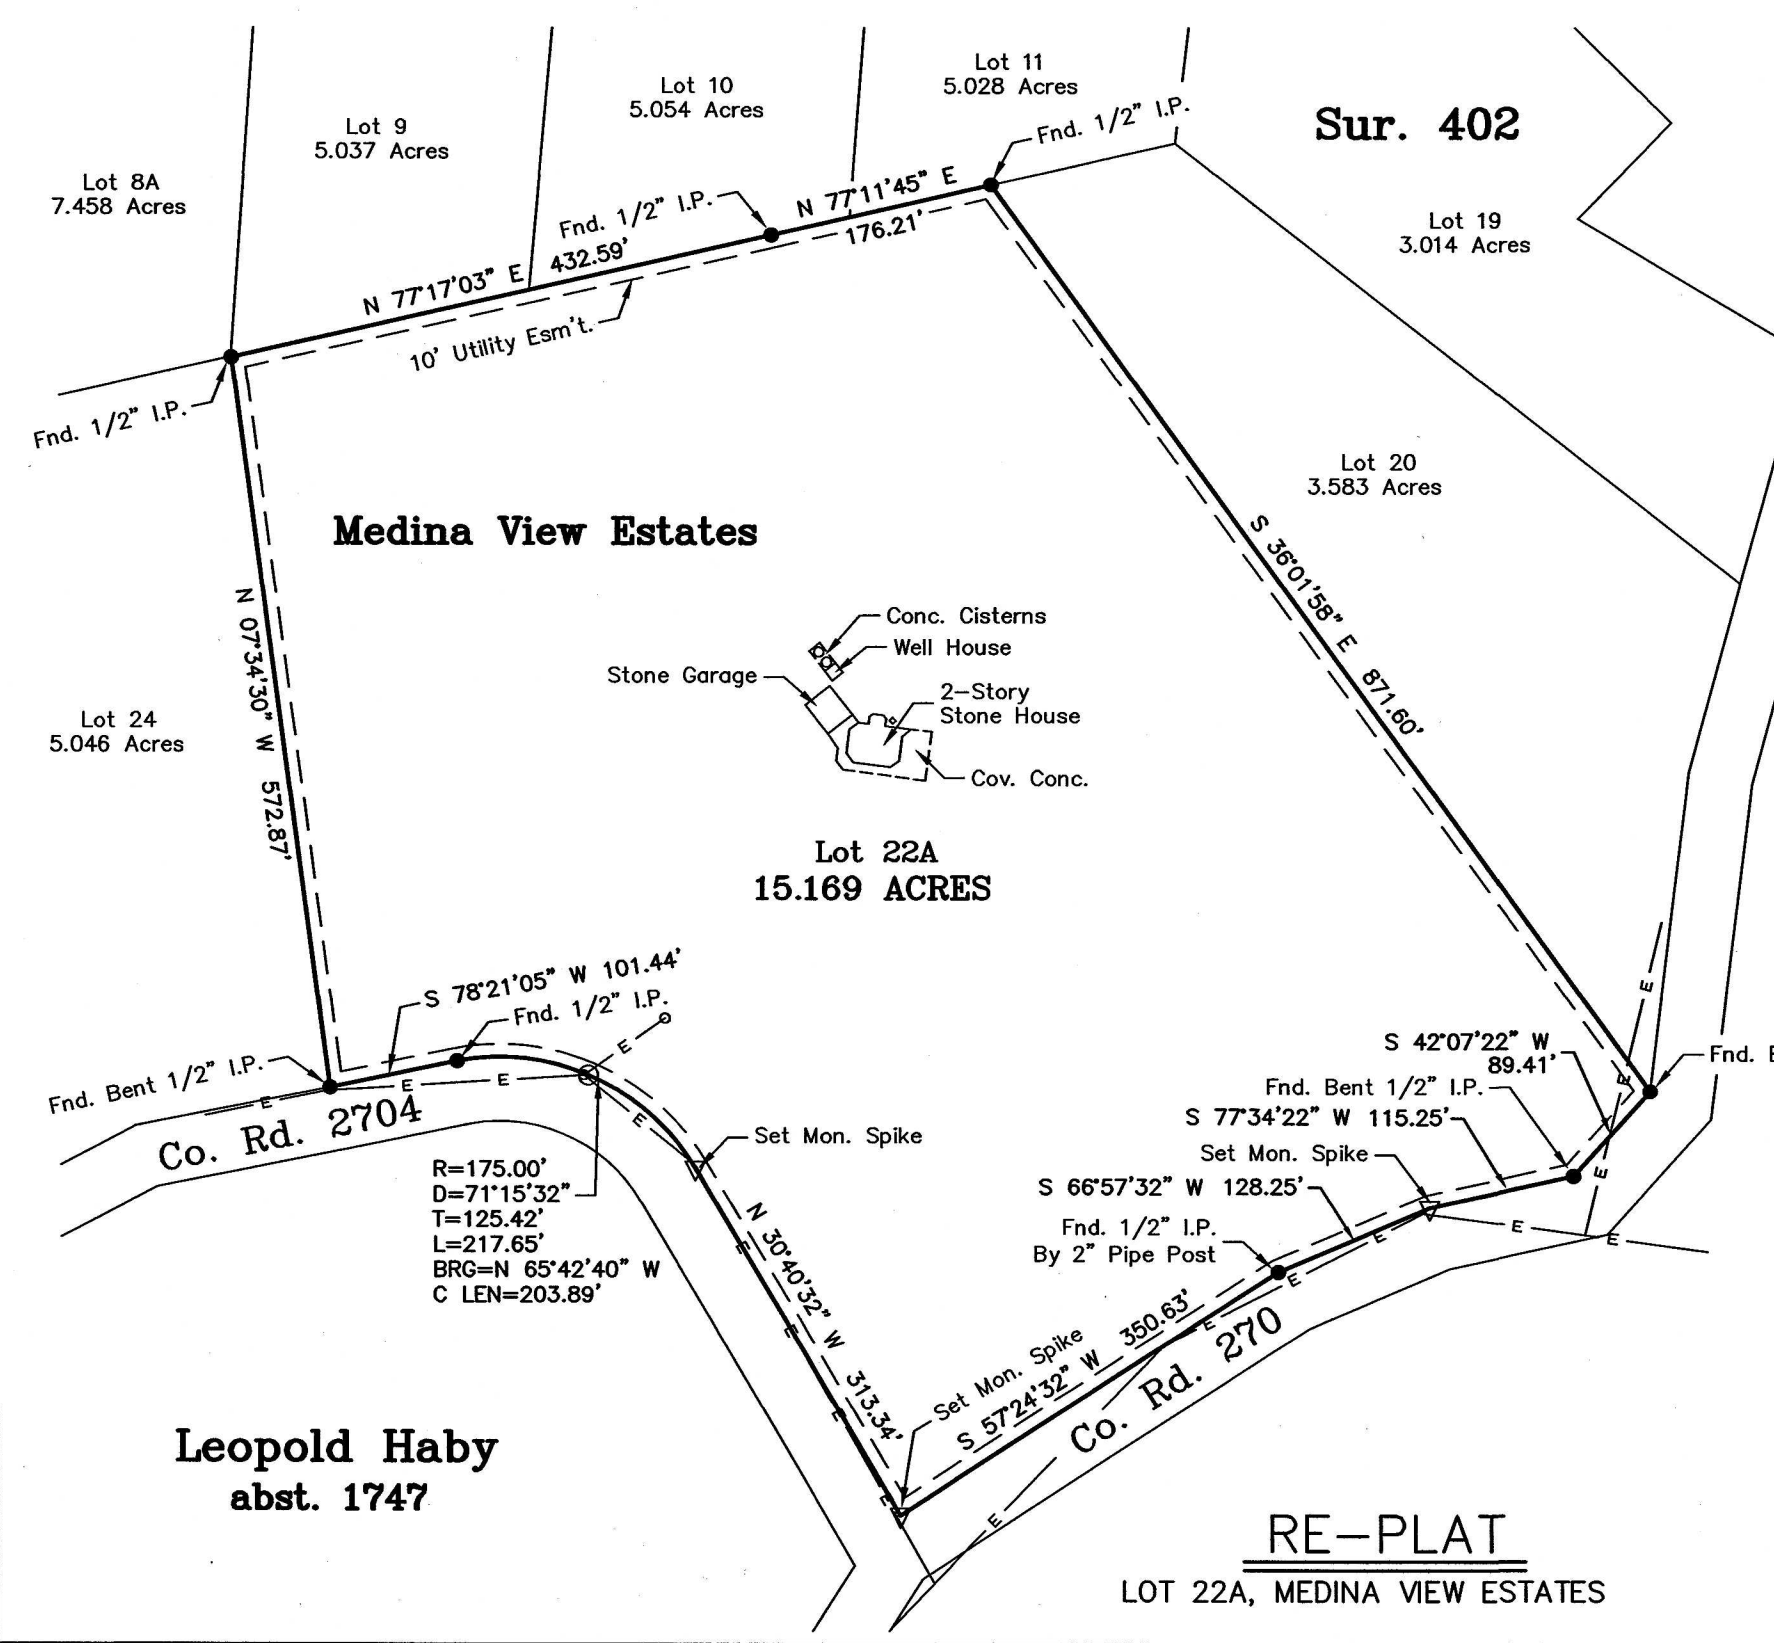 Lot 11
5.028 Acres
Lot 10
5.054 Acres
Lot 9
5.037 Acres
Lot 8A
7.458 Acres
Sur. 402
Fnd. 1/2" I.P.
Lot 19
3.014 Acres
N 77°11'45" E
176.21'
Fnd. 1/2" I.P.
N 77°17'03" E 432.59'
10' Utility Esm't.
Fnd. 1/2" I.P.
Lot 20
3.583 Acres
Medina View Estates
S 36°01'58" E 871.60'
N 07°34'30" W 572.87'
Conc. Cisterns
Well House
Stone Garage
2-Story
Stone House
Cov. Conc.
Lot 24
5.046 Acres
Lot 22A
15.169 ACRES
S 78°21'05" W 101.44'
Fnd. 1/2" I.P.
Fnd. Bent 1/2" I.P.
E
E
E
E
E
E
E
E
Co. Rd. 2704
S 42°07'22" W
89.41'
Fnd. B
Fnd. Bent 1/2" I.P.
S 77°34'22" W 115.25'
Set Mon. Spike
Set Mon. Spike
S 66°57'32" W 128.25'
Fnd. 1/2" I.P.
By 2" Pipe Post
R=175.00'
D=71°15'32"
T=125.42'
L=217.65'
BRG=N 65°42'40" W
C LEN=203.89'
N 30°40'32" W 313.34'
E
E
E
E
E
E
E
E
E
E
Set Mon. Spike
S 57°24'32" W 350.63'
Co. Rd. 270
Leopold Haby
abst. 1747
RE-PLAT
LOT 22A, MEDINA VIEW ESTATES